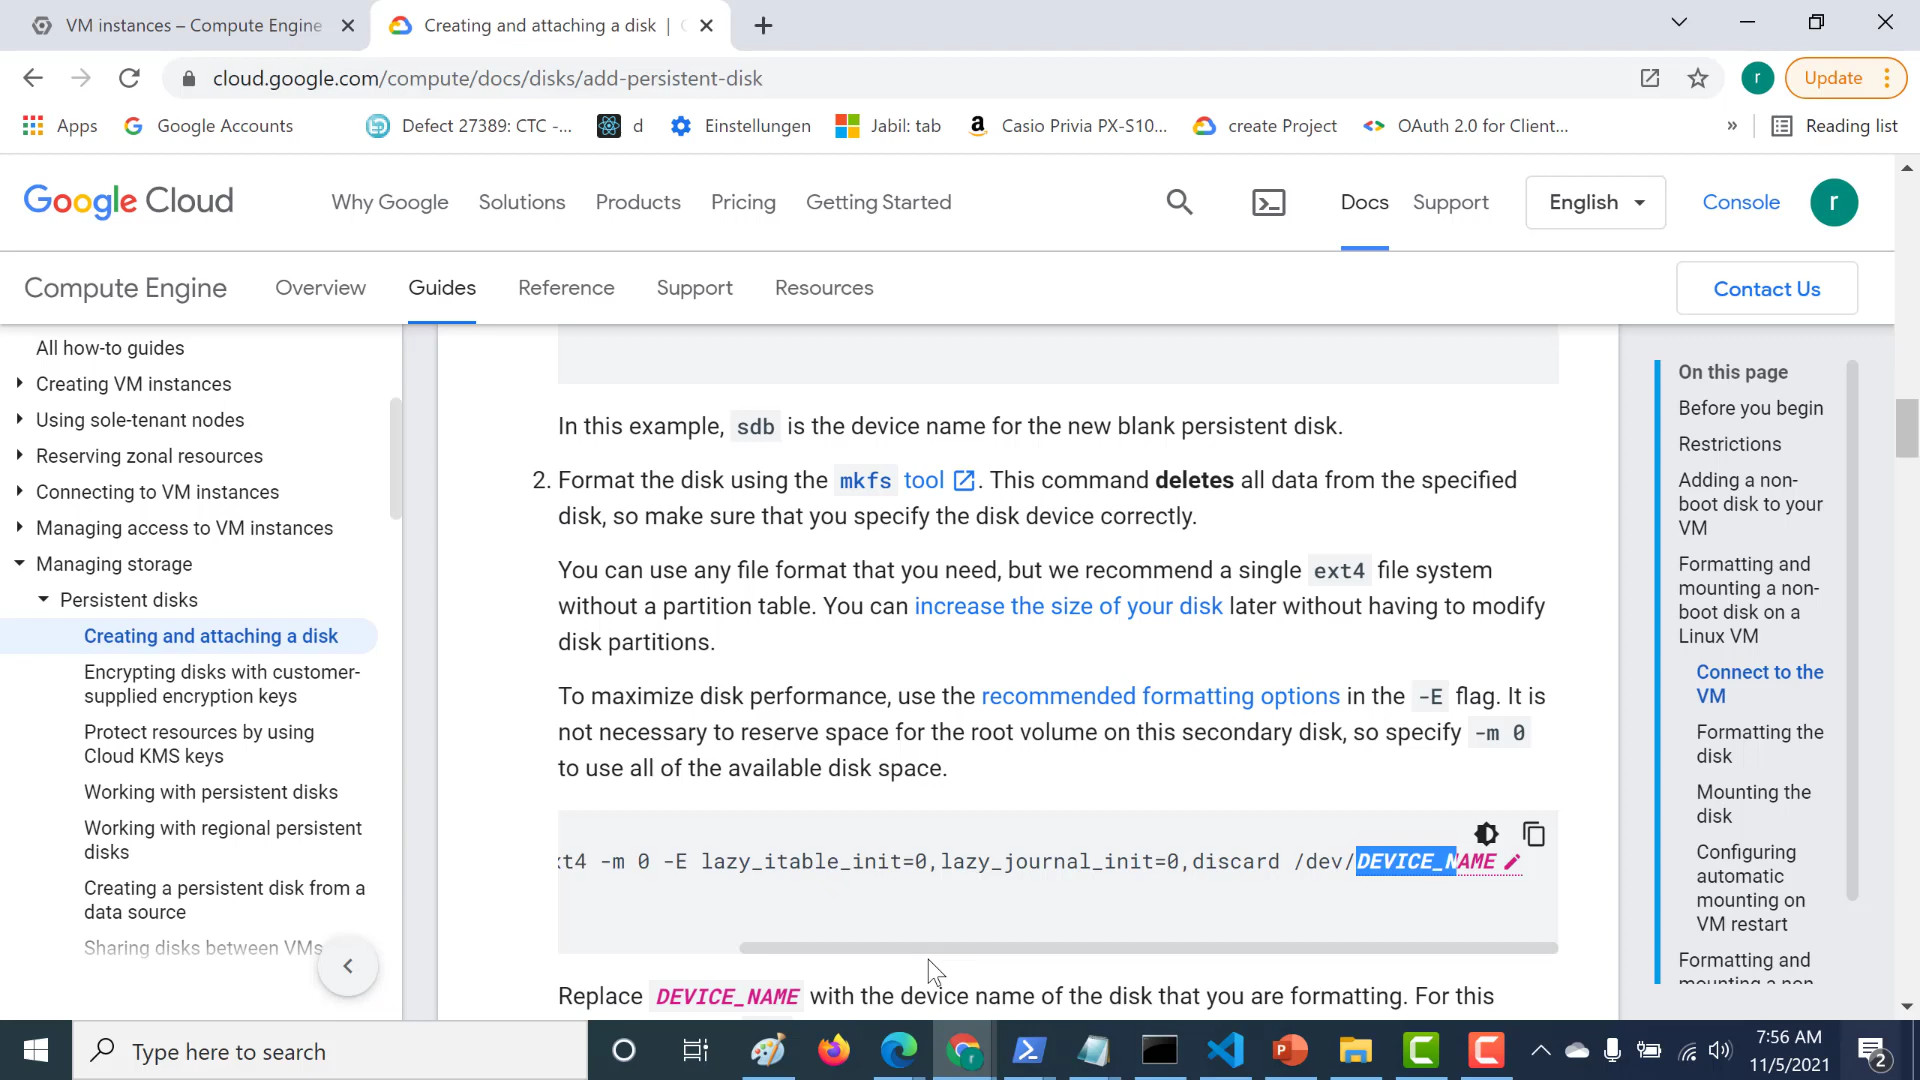 VM instances – Compute Engine
Creating and attaching a disk |
cloud.google.com/compute/docs/disks/add-persistent-disk
r
Update
Apps
Google Accounts
Defect 27389: CTC -...
d
Einstellungen
Jabil: tab
Casio Privia PX-S10...
create Project
OAuth 2.0 for Client...
»
Reading list
Google Cloud
Why Google
Solutions
Products
Pricing
Getting Started
Docs
Support
English
Console
r
Compute Engine
Overview
Guides
Reference
Support
Resources
Contact Us
All how-to guides
Creating VM instances
Using sole-tenant nodes
Reserving zonal resources
Connecting to VM instances
Managing access to VM instances
Managing storage
Persistent disks
Creating and attaching a disk
Encrypting disks with customer-
supplied encryption keys
Protect resources by using
Cloud KMS keys
Working with persistent disks
Working with regional persistent
disks
Creating a persistent disk from a
data source
Sharing disks between VMs
In this example, sdb is the device name for the new blank persistent disk.
2. Format the disk using the mkfs tool . This command deletes all data from the specified
disk, so make sure that you specify the disk device correctly.
You can use any file format that you need, but we recommend a single ext4 file system
without a partition table. You can increase the size of your disk later without having to modify
disk partitions.
To maximize disk performance, use the recommended formatting options in the -E flag. It is
not necessary to reserve space for the root volume on this secondary disk, so specify -m 0
to use all of the available disk space.
xt4 -m 0 -E lazy_itable_init=0,lazy_journal_init=0,discard /dev/DEVICE_NAME
Replace DEVICE_NAME with the device name of the disk that you are formatting. For this
On this page
Before you begin
Restrictions
Adding a non-
boot disk to your
VM
Formatting and
mounting a non-
boot disk on a
Linux VM
Connect to the
VM
Formatting the
disk
Mounting the
disk
Configuring
automatic
mounting on
VM restart
Formatting and
mounting a non-
Type here to search
7:56 AM
11/5/2021
2